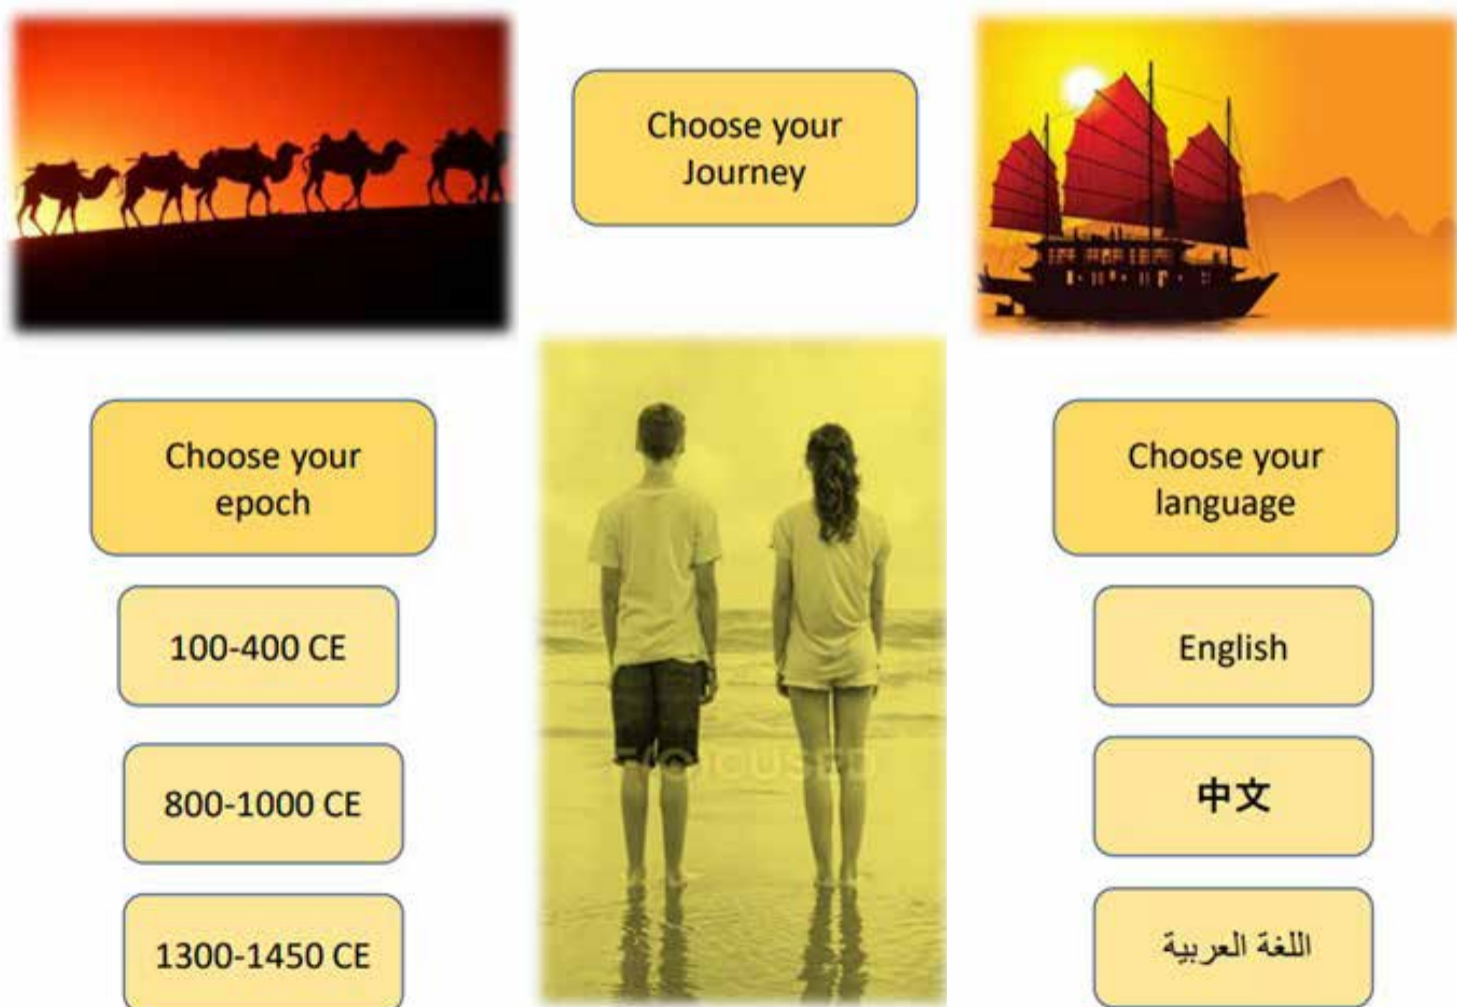 Choose your
Journey
Choose your
epoch
100-400 CE
800-1000 CE
1300-1450 CE
Choose your
language
English
中文
اللغة العربية